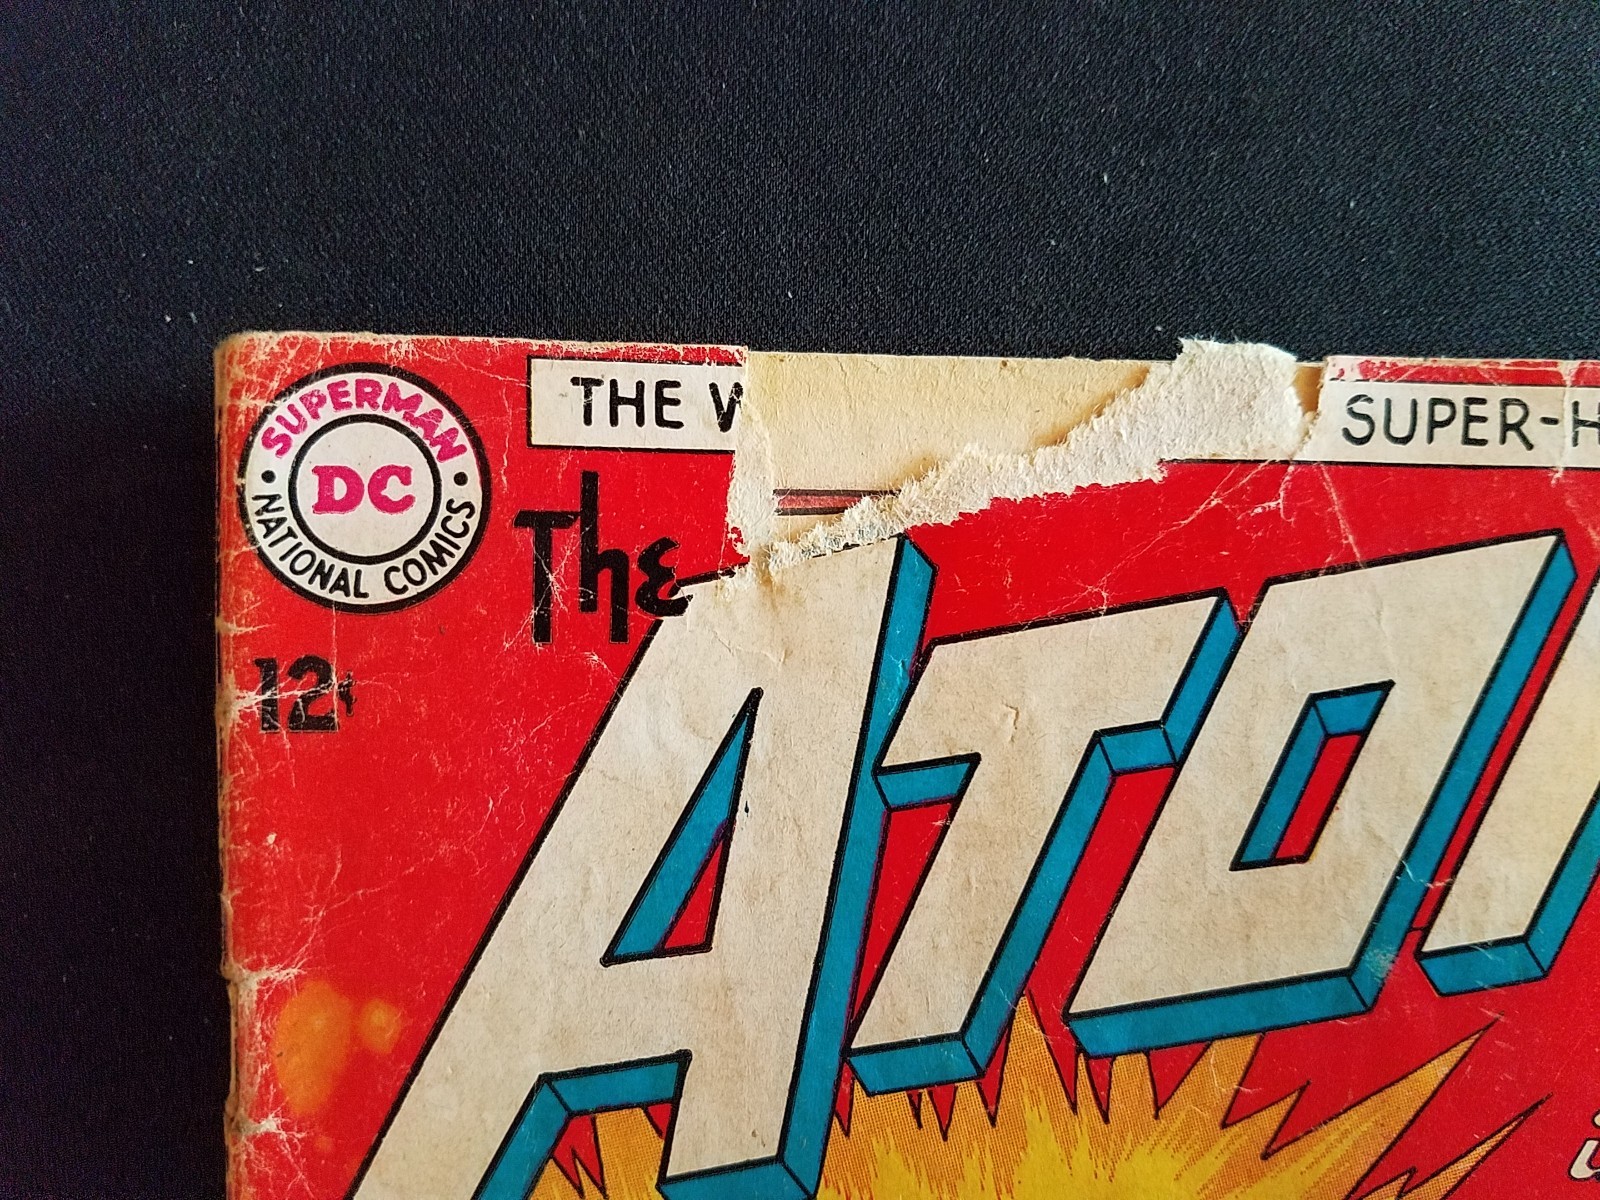 SUPERMAN
DC
NATIONAL COMICS
12¢
THE W
SUPER-H
The
ATO